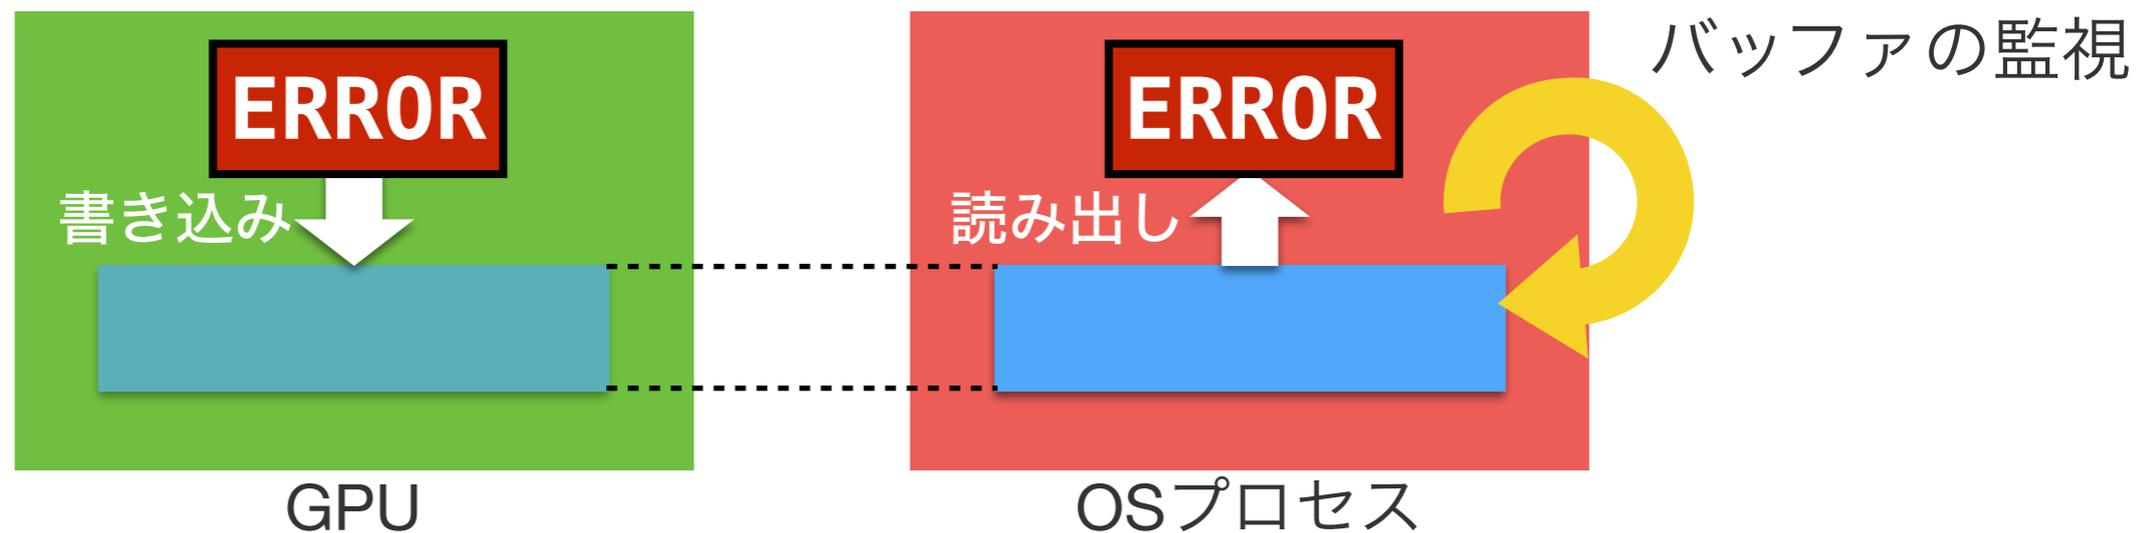 バッファの監視
ERROR
ERROR
書き込み
読み出し
GPU
OSプロセス